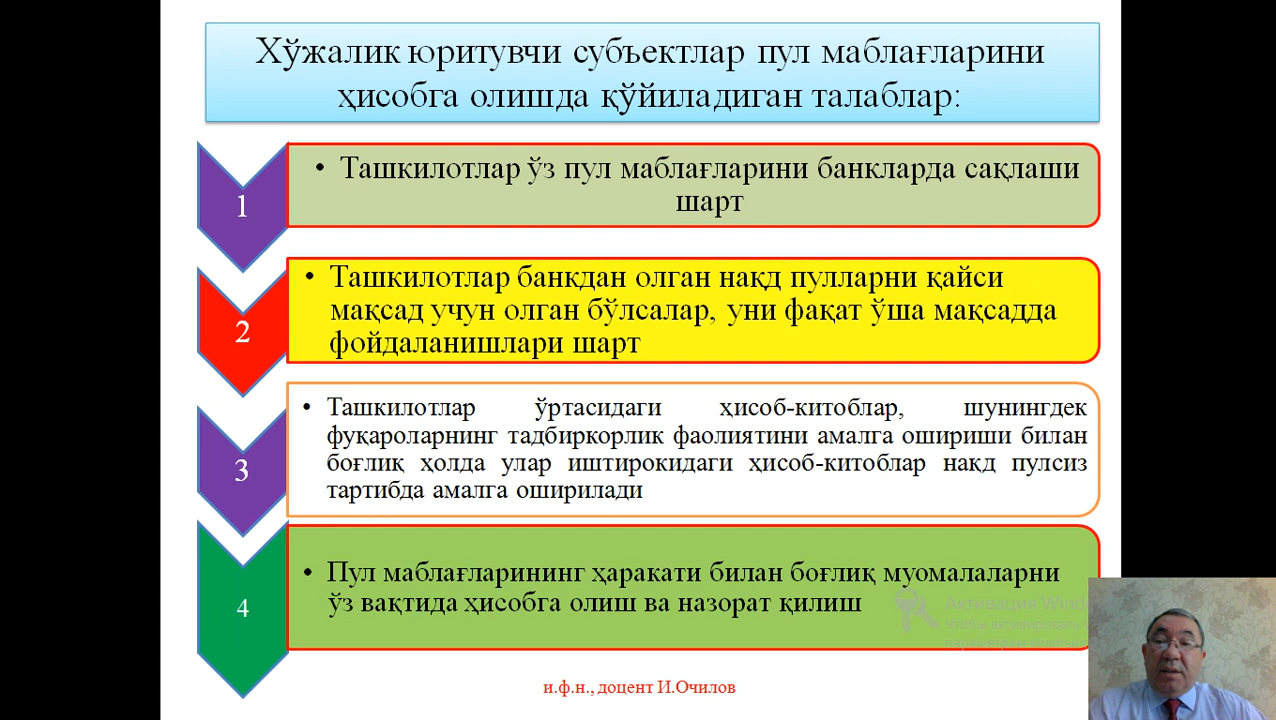 Хўжалик юритувчи субъектлар пул маблағларини
ҳисобга олишда қўйиладиган талаблар:
1
• Ташкилотлар ўз пул маблағларини банкларда сақлаши
шарт
2
• Ташкилотлар банкдан олган нақд пулларни қайси
мақсад учун олган бўлсалар, уни фақат ўша мақсадда
фойдаланишлари шарт
3
• Ташкилотлар ўртасидаги ҳисоб-китоблар, шунингдек
фуқароларнинг тадбиркорлик фаолиятини амалга ошириши билан
боғлиқ ҳолда улар иштирокидаги ҳисоб-китоблар нақд пулсиз
тартибда амалга оширилади
4
• Пул маблағларининг ҳаракати билан боғлиқ муомалаларни
ўз вақтида ҳисобга олиш ва назорат қилиш
Активация Wind
Чтобы активировать
параметрам
и.ф.н., доцент И.Очилов